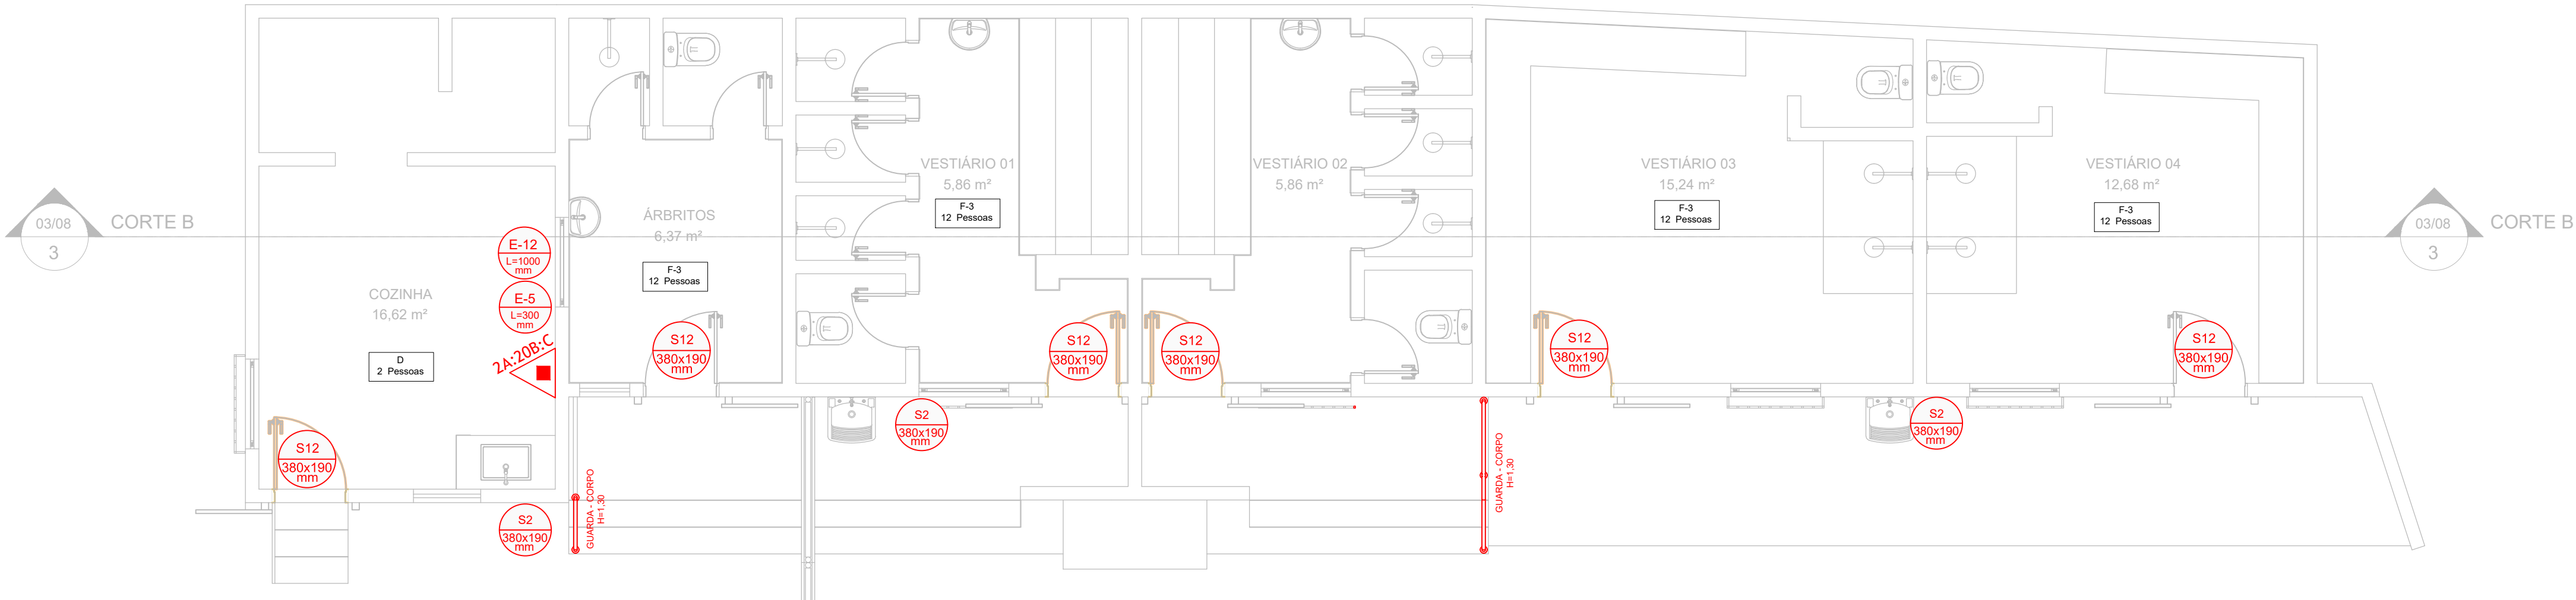 03/08
3
CORTE B
COZINHA
16,62 m²
D
2 Pessoas
E-12
L=1000
mm
E-5
L=300
mm
2A:20B:C
S12
380x190
mm
S2
380x190
mm
ÁRBRITOS
6,37 m²
F-3
12 Pessoas
S12
380x190
mm
GUARDA - CORPO
H=1,30
VESTIÁRIO 01
5,86 m²
F-3
12 Pessoas
S12
380x190
mm
S2
380x190
mm
VESTIÁRIO 02
5,86 m²
S12
380x190
mm
GUARDA - CORPO
H=1,30
VESTIÁRIO 03
15,24 m²
F-3
12 Pessoas
S12
380x190
mm
VESTIÁRIO 04
12,68 m²
F-3
12 Pessoas
S12
380x190
mm
S2
380x190
mm
03/08
3
CORTE B